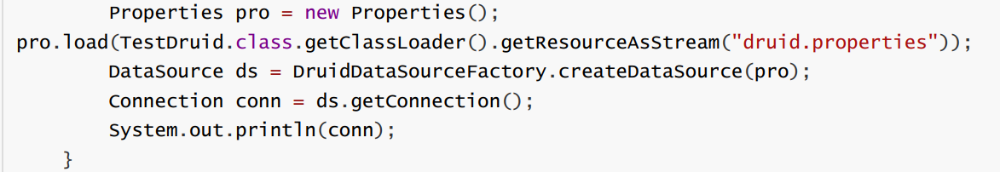 Properties pro = new Properties();
pro.load(TestDruid.class.getClassLoader().getResourceAsStream("druid.properties"));
DataSource ds = DruidDataSourceFactory.createDataSource(pro);
Connection conn = ds.getConnection();
System.out.println(conn);
}